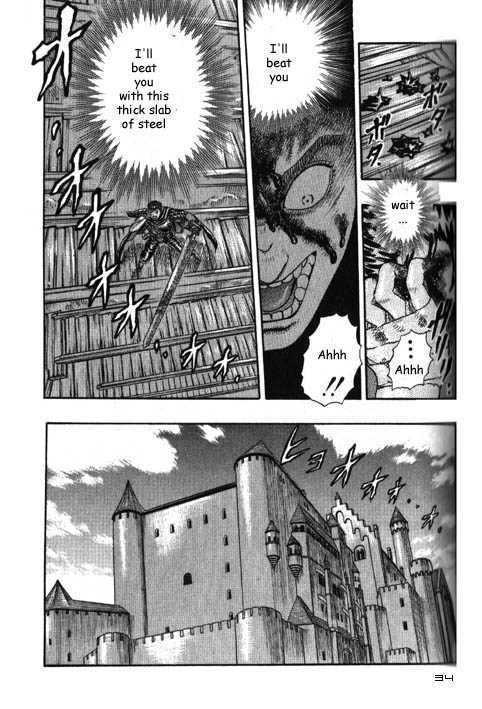 ボタ
ボタ
wait
...
Ahhh
I'll
beat
you
Ahhh
!!
I'll
beat
you
with this
thick slab
of steel
オ
オ
オ
オ
オ
オ
ヒョオオオオ
34